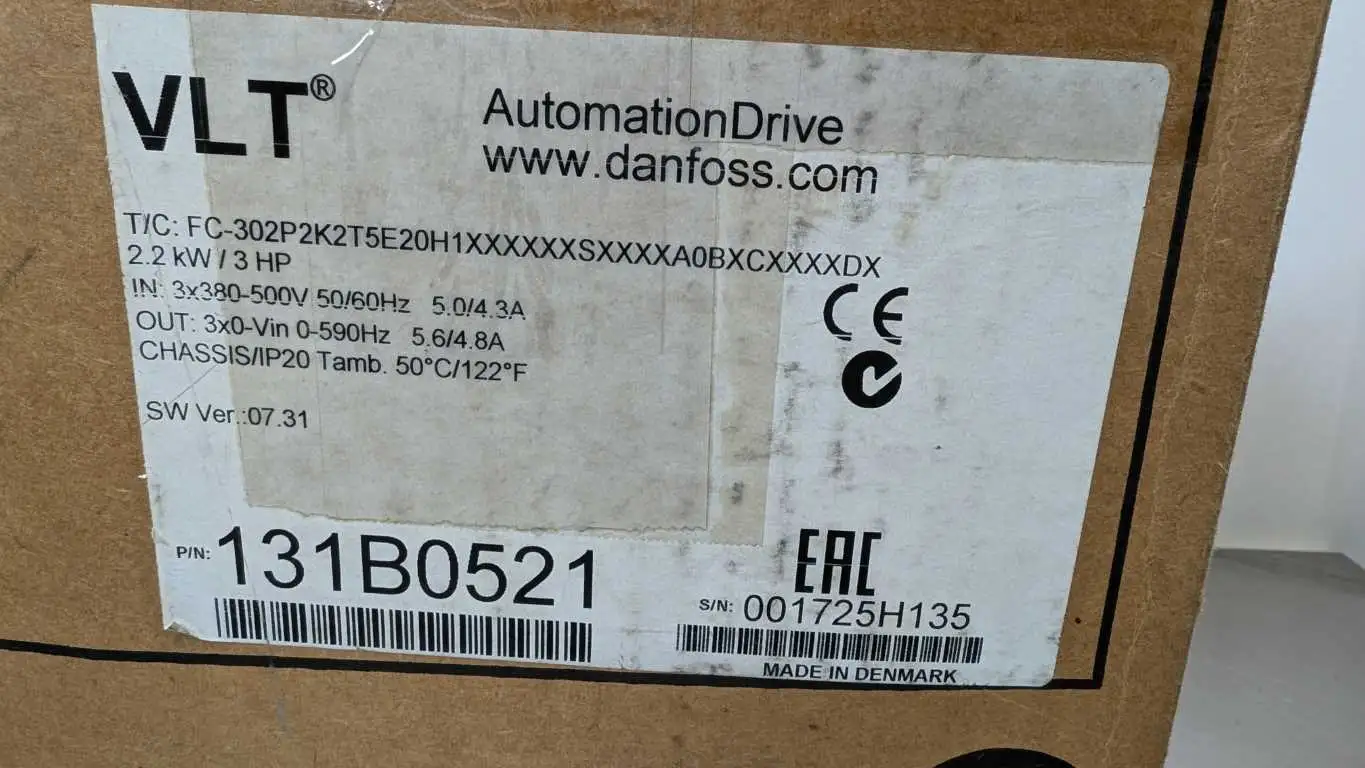 VLT®
AutomationDrive
www.danfoss.com
T/C: FC-302P2K2T5E20H1XXXXXXSXXXXA0BXCXXXXDX
2.2 kW / 3 HP
IN: 3x380-500V 50/60Hz 5.0/4.3A
OUT: 3x0-Vin 0-590Hz 5.6/4.8A
CHASSIS/IP20 Tamb. 50°C/122°F
SW Ver.:07.31
CE
EAC
P/N: 131B0521
S/N: 001725H135
MADE IN DENMARK